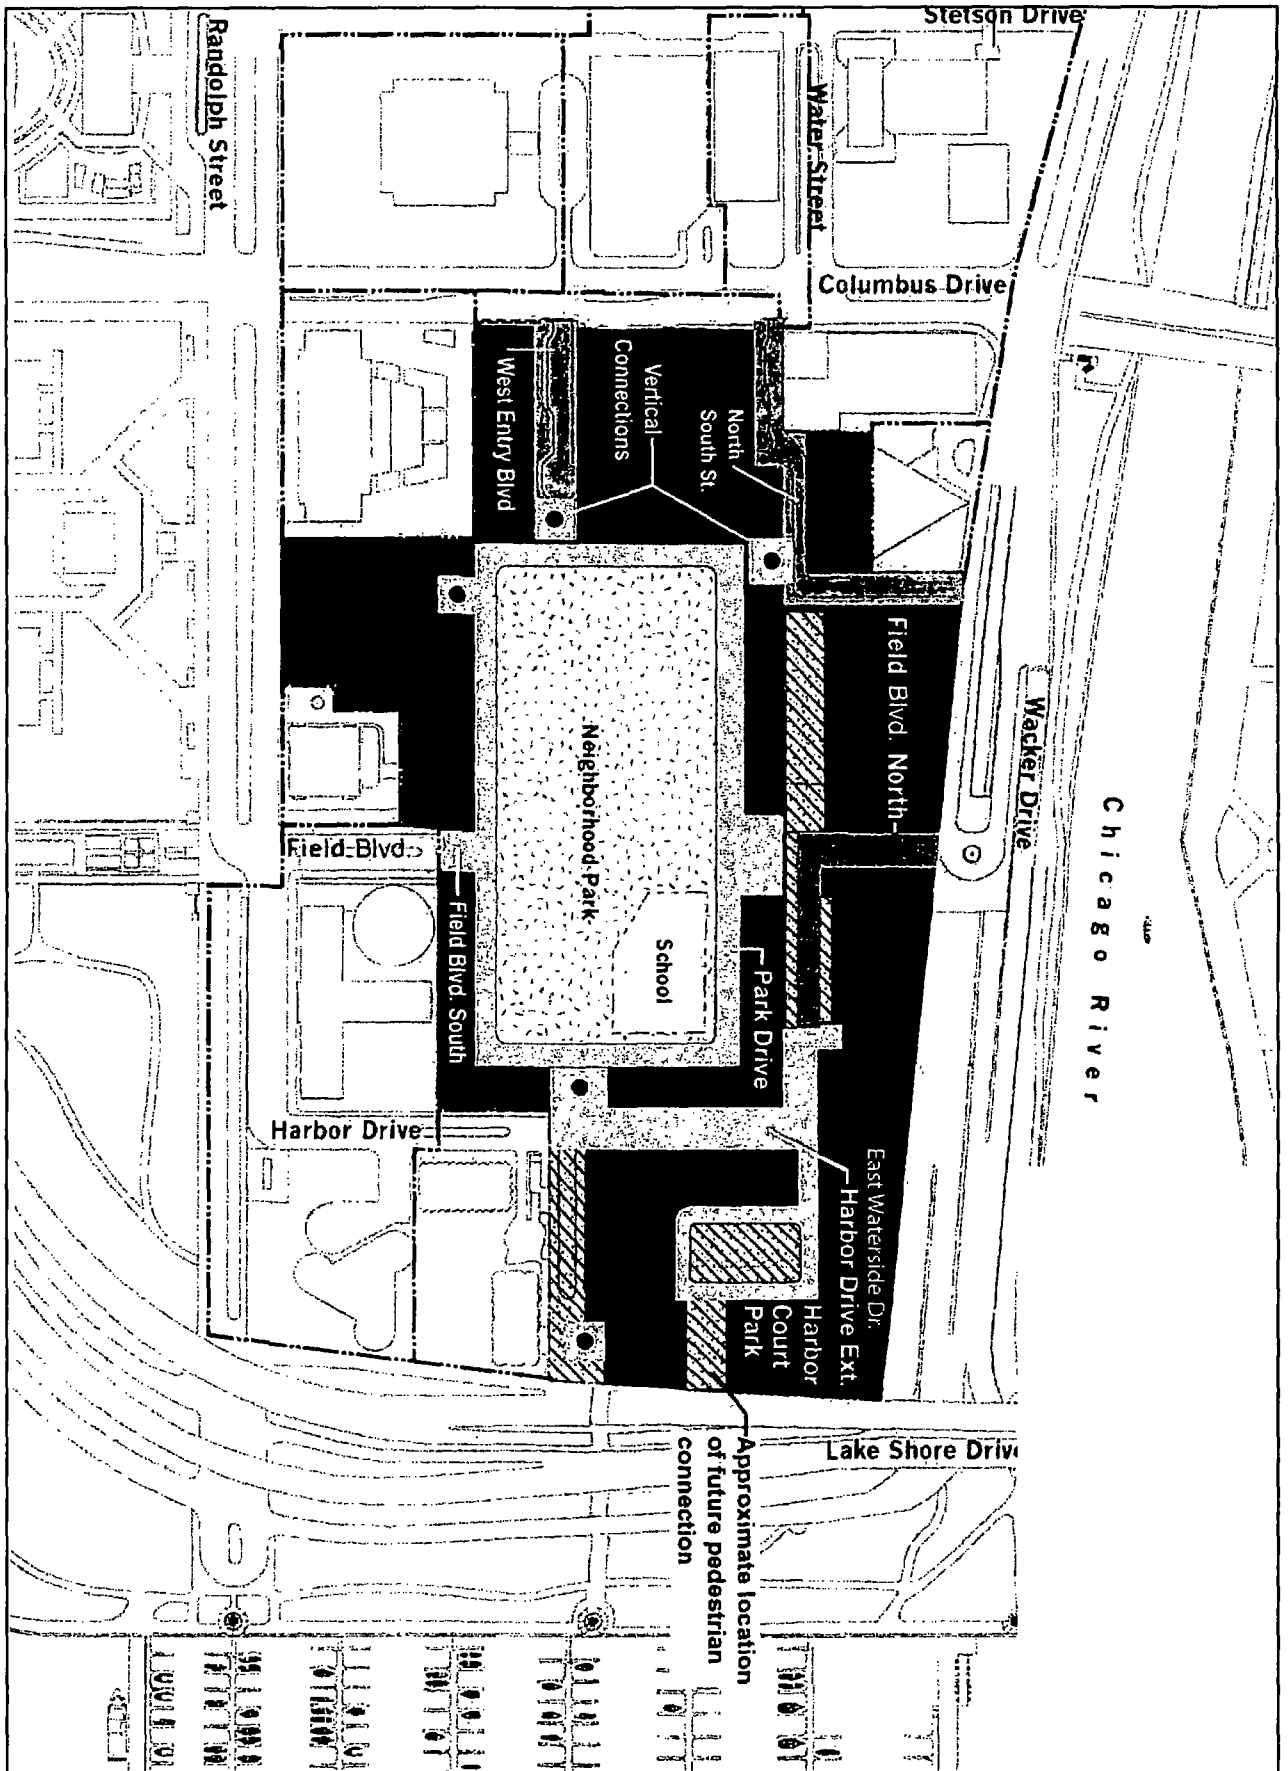 Stetson Drive
Randolph Street
Water Street
Columbus Drive
West Entry Blvd
Vertical
Connections
North
South St.
Field Blvd. North
Wacker Drive
Chicago River
Neighborhood Park
School
Field Blvd.
Field Blvd. South
Park Drive
Harbor Drive
East Waterside Dr.
Harbor Drive Ext.
Harbor
Court
Park
Lake Shore Drive
Approximate location
of future pedestrian
connection